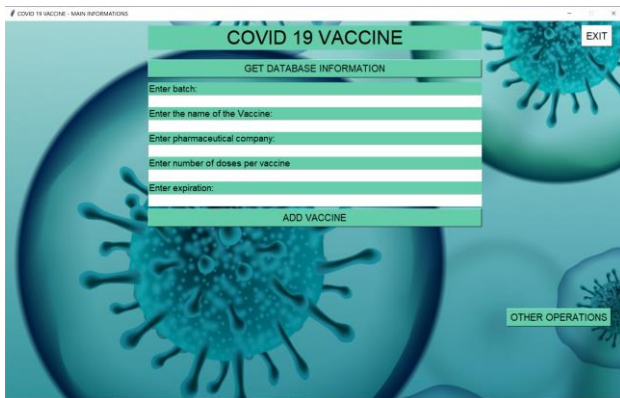 COVID 19 VACCINE - MAIN INFORMATIONS
COVID 19 VACCINE
EXIT
GET DATABASE INFORMATION
Enter batch:
Enter the name of the Vaccine:
Enter pharmaceutical company:
Enter number of doses per vaccine
Enter expiration:
ADD VACCINE
OTHER OPERATIONS